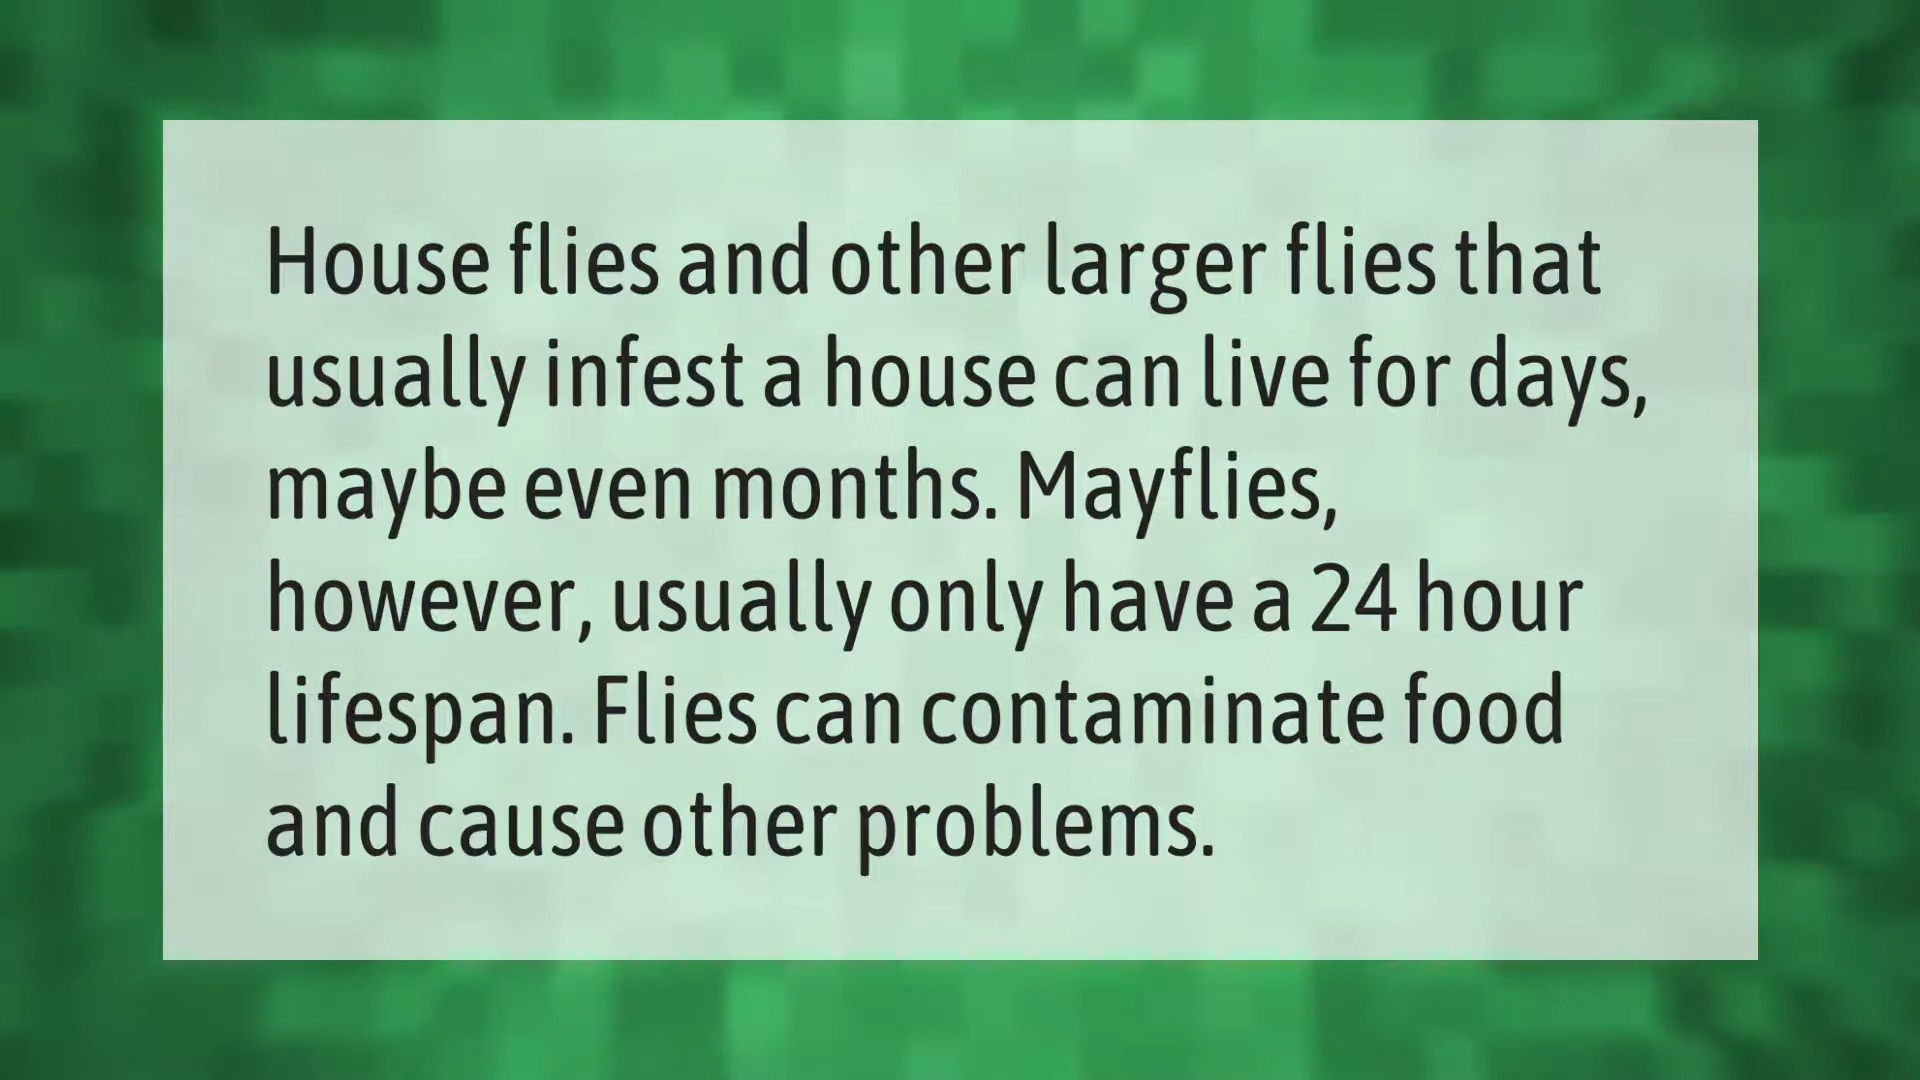 House flies and other larger flies that
usually infest a house can live for days,
maybe even months. Mayflies,
however, usually only have a 24 hour
lifespan. Flies can contaminate food
and cause other problems.